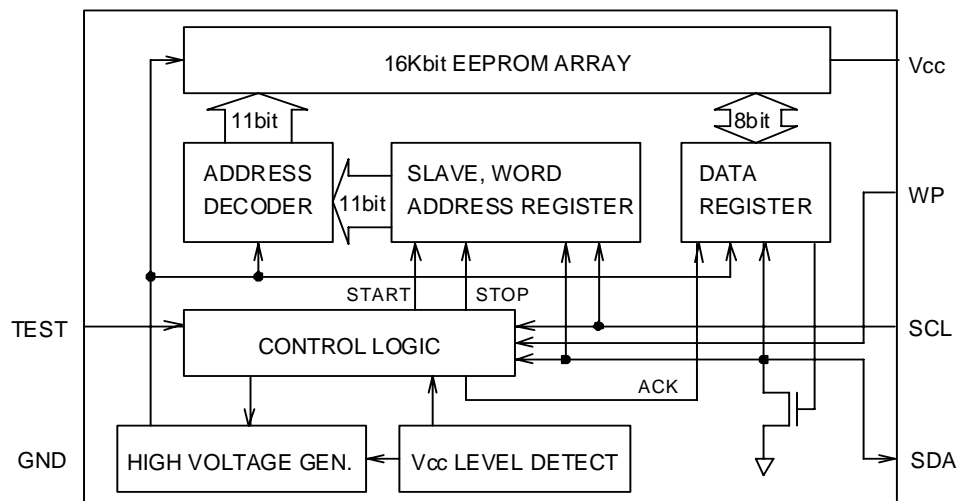 16Kbit EEPROM ARRAY
Vcc
11bit
8bit
ADDRESS
DECODER
11bit
SLAVE, WORD
ADDRESS REGISTER
DATA
REGISTER
WP
START
STOP
TEST
CONTROL LOGIC
SCL
ACK
GND
HIGH VOLTAGE GEN.
Vcc LEVEL DETECT
SDA